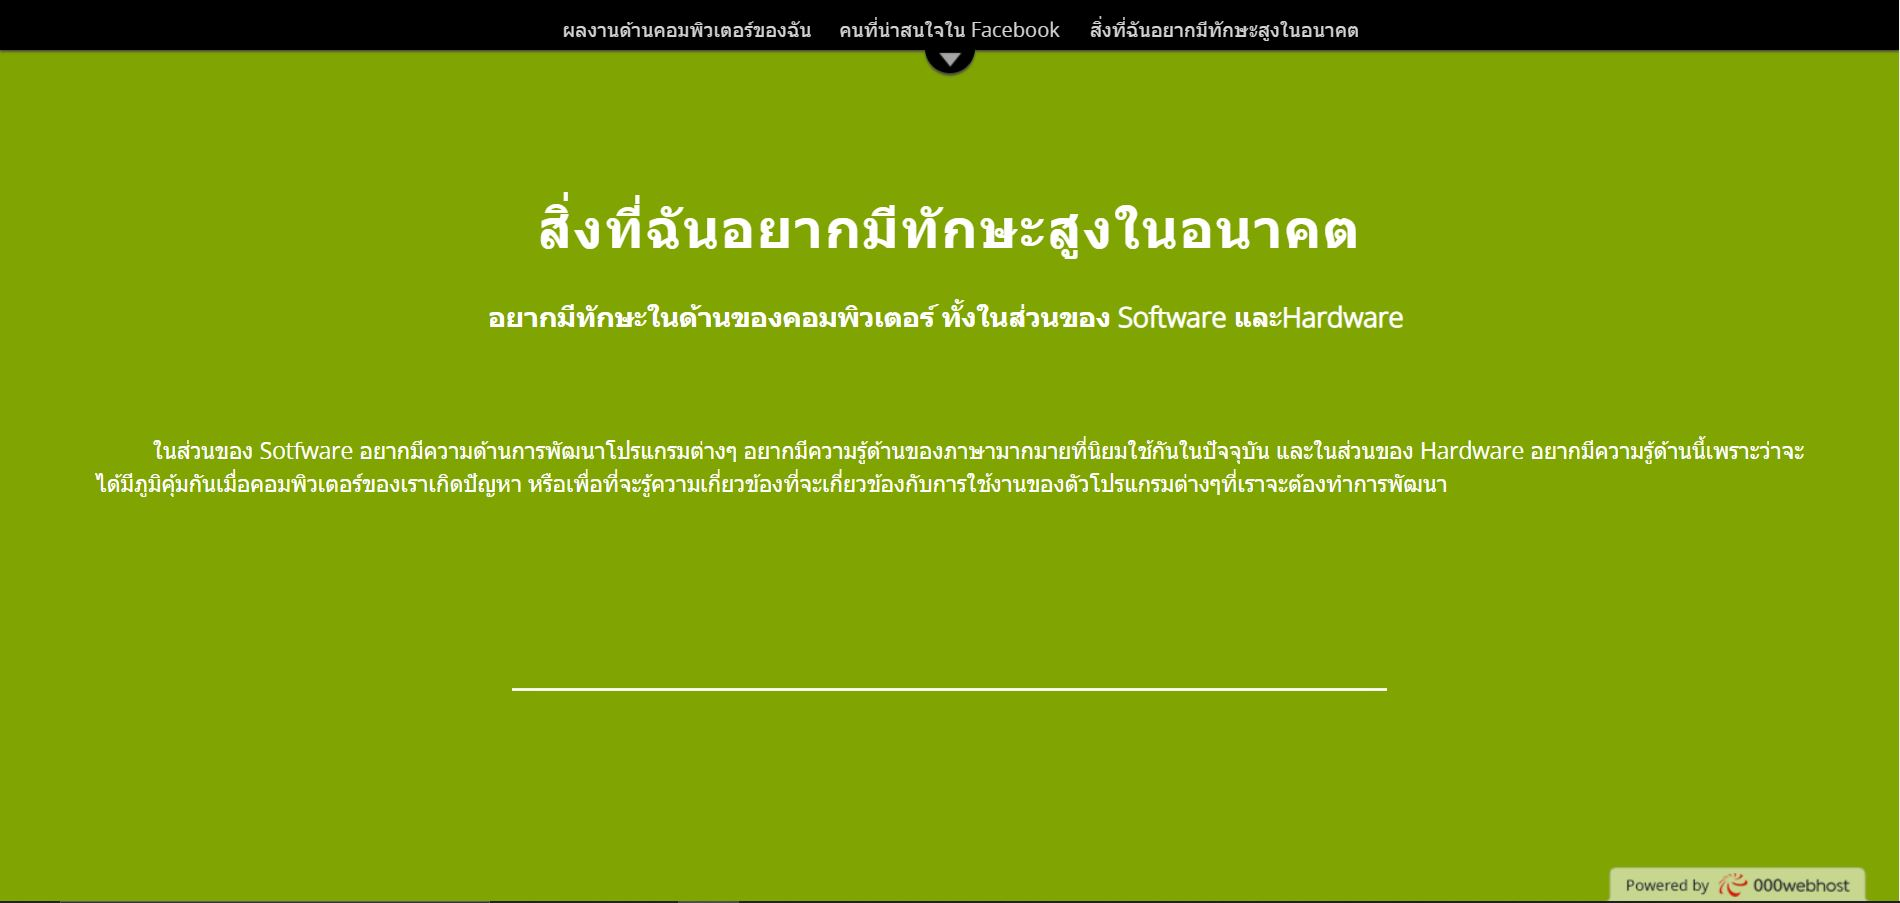 ผลงานด้านคอมพิวเตอร์ของฉัน คนที่น่าสนใจใน Facebook สิ่งที่ฉันอยากมีทักษะสูงในอนาคต
สิ่งที่ฉันอยากมีทักษะสูงในอนาคต
อยากมีทักษะในด้านของคอมพิวเตอร์ ทั้งในส่วนของ Software และHardware
ในส่วนของ Sotfware อยากมีความด้านการพัฒนาโปรแกรมต่างๆ อยากมีความรู้ด้านของภาษามากมายที่นิยมใช้กันในปัจจุบัน และในส่วนของ Hardware อยากมีความรู้ด้านนี้เพราะว่าจะ
ได้มีภูมิคุ้มกันเมื่อคอมพิวเตอร์ของเราเกิดปัญหา หรือเพื่อที่จะรู้ความเกี่ยวข้องที่จะเกี่ยวข้องกับการใช้งานของตัวโปรแกรมต่างๆที่เราจะต้องทำการพัฒนา
Powered by 000webhost